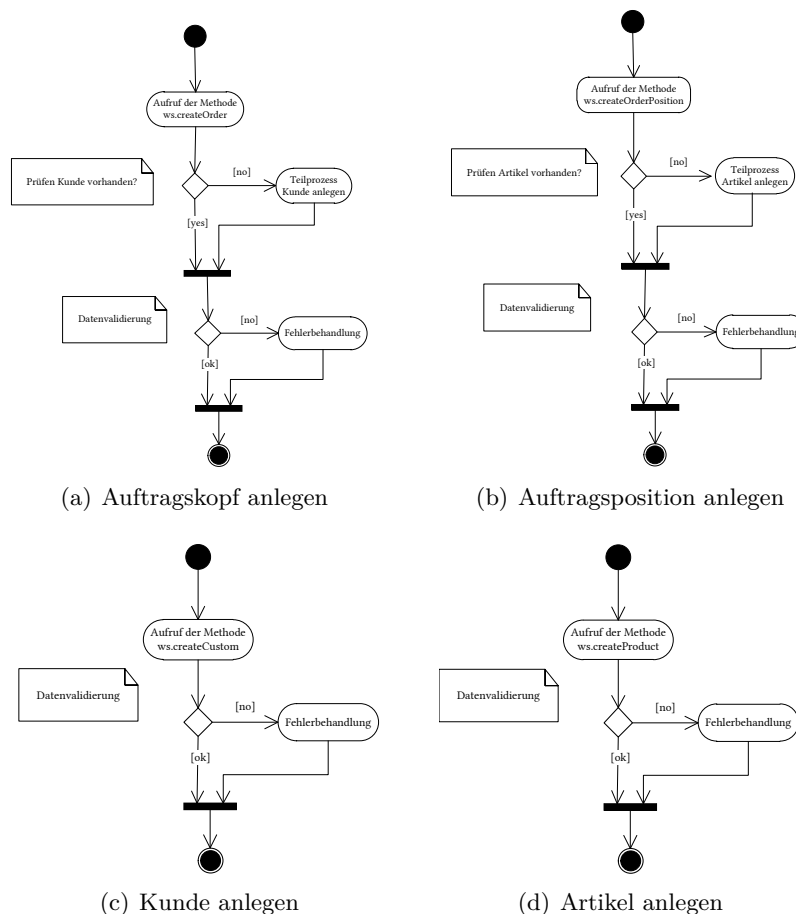 Aufruf der Methode
ws.createOrder
Prüfen Kunde vorhanden?
[no]
Teilprozess
Kunde anlegen
[yes]
Datenvalidierung
[no]
Fehlerbehandlung
[ok]
(a) Auftragskopf anlegen
Aufruf der Methode
ws.createOrderPosition
Prüfen Artikel vorhanden?
[no]
Teilprozess
Artikel anlegen
[yes]
Datenvalidierung
[no]
Fehlerbehandlung
[ok]
(b) Auftragsposition anlegen
Aufruf der Methode
ws.createCustom
Datenvalidierung
[no]
Fehlerbehandlung
[ok]
(c) Kunde anlegen
Aufruf der Methode
ws.createProduct
Datenvalidierung
[no]
Fehlerbehandlung
[ok]
(d) Artikel anlegen